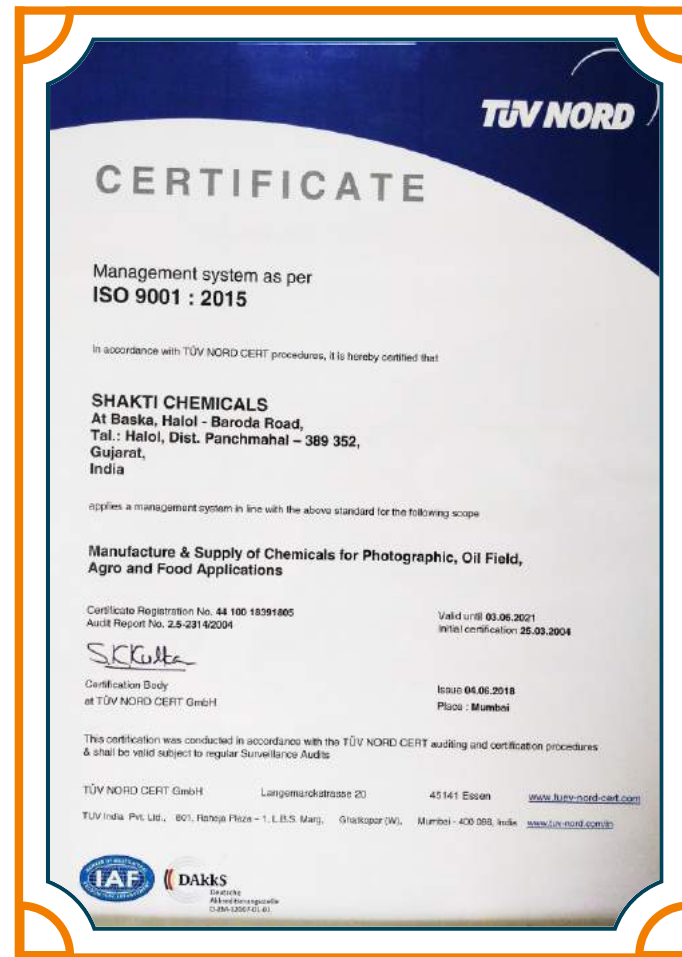 TÜV NORD
CERTIFICATE
Management system as per
ISO 9001 : 2015
In accordance with TÜV NORD CERT procedures, it is hereby certified that
SHAKTI CHEMICALS
At Baska, Halol - Baroda Road,
Tal.: Halol, Dist. Panchmahal – 389 352,
Gujarat,
India
applies a management system in line with the above standard for the following scope
Manufacture & Supply of Chemicals for Photographic, Oil Field,
Agro and Food Applications
Certificate Registration No. 44 100 18391805
Audit Report No. 2.5-2314/2004
Valid until 03.06.2021
Initial certification 25.03.2004
Certification Body
at TÜV NORD CERT GmbH
Issue 04.06.2018
Place : Mumbai
This certification was conducted in accordance with the TÜV NORD CERT auditing and certification procedures
& shall be valid subject to regular Surveillance Audits
TÜV NORD CERT GmbH Langemarckstrasse 20 45141 Essen www.tuev-nord-cert.com
TUV India Pvt. Ltd., 801, Raheja Plaza – 1, L.B.S. Marg, Ghatkopar (W), Mumbai - 400 086, India www.tuv-nord.com/in
IAF
DAkkS
Deutsche
Akkreditierungsstelle